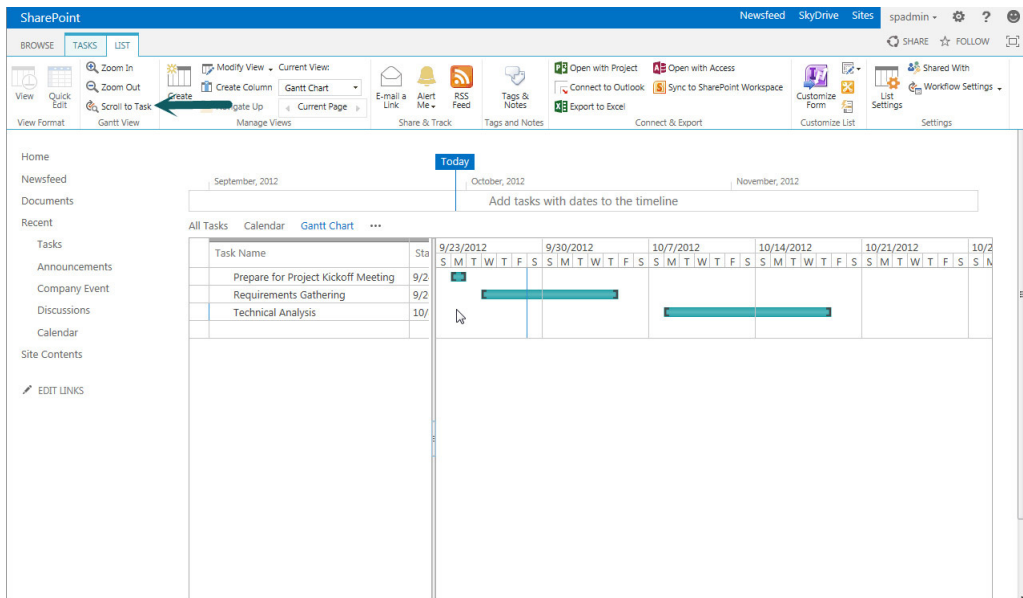 SharePoint
Newsfeed SkyDrive Sites spadmin ?
BROWSE TASKS LIST
SHARE FOLLOW
View
Quick Edit
Zoom In
Zoom Out
Scroll to Task
Create
Modify View
Create Column
Navigate Up
Current View:
Gantt Chart
Current Page
E-mail a Link
Alert Me
RSS Feed
Tags & Notes
Open with Project
Connect to Outlook
Export to Excel
Open with Access
Sync to SharePoint Workspace
Customize Form
List Settings
Shared With
Workflow Settings
View Format Gantt View Manage Views Share & Track Tags and Notes Connect & Export Customize List Settings
Home
Newsfeed
Documents
Recent
Tasks
Announcements
Company Event
Discussions
Calendar
Site Contents
EDIT LINKS
Today
September, 2012 October, 2012 November, 2012
Add tasks with dates to the timeline
All Tasks Calendar Gantt Chart •••
Task Name Sta
9/23/2012 9/30/2012 10/7/2012 10/14/2012 10/21/2012 10/2
S M T W T F S S M T W T F S S M T W T F S S M T W T F S S M T W T F S S M
Prepare for Project Kickoff Meeting 9/2
Requirements Gathering 9/2
Technical Analysis 10/